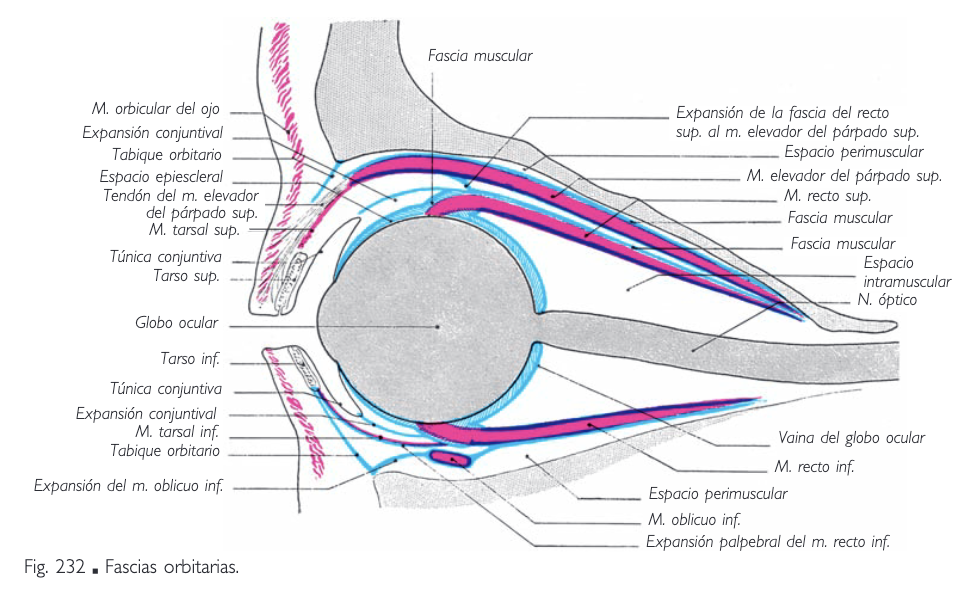 Fascia muscular
M. orbicular del ojo
Expansión conjuntival
Tabique orbitario
Espacio epiescleral
Tendón del m. elevador
del párpado sup.
M. tarsal sup.
Túnica conjuntiva
Tarso sup.
Globo ocular
Tarso inf.
Túnica conjuntiva
Expansión conjuntival
M. tarsal inf.
Tabique orbitario
Expansión del m. oblicuo inf.
Expansión de la fascia del recto
sup. al m. elevador del párpado sup.
Espacio perimuscular
M. elevador del párpado sup.
M. recto sup.
Fascia muscular
Fascia muscular
Espacio
intramuscular
N. óptico
Vaina del globo ocular
M. recto inf.
Espacio perimuscular
M. oblicuo inf.
Expansión palpebral del m. recto inf.
Fig. 232 ■ Fascias orbitarias.